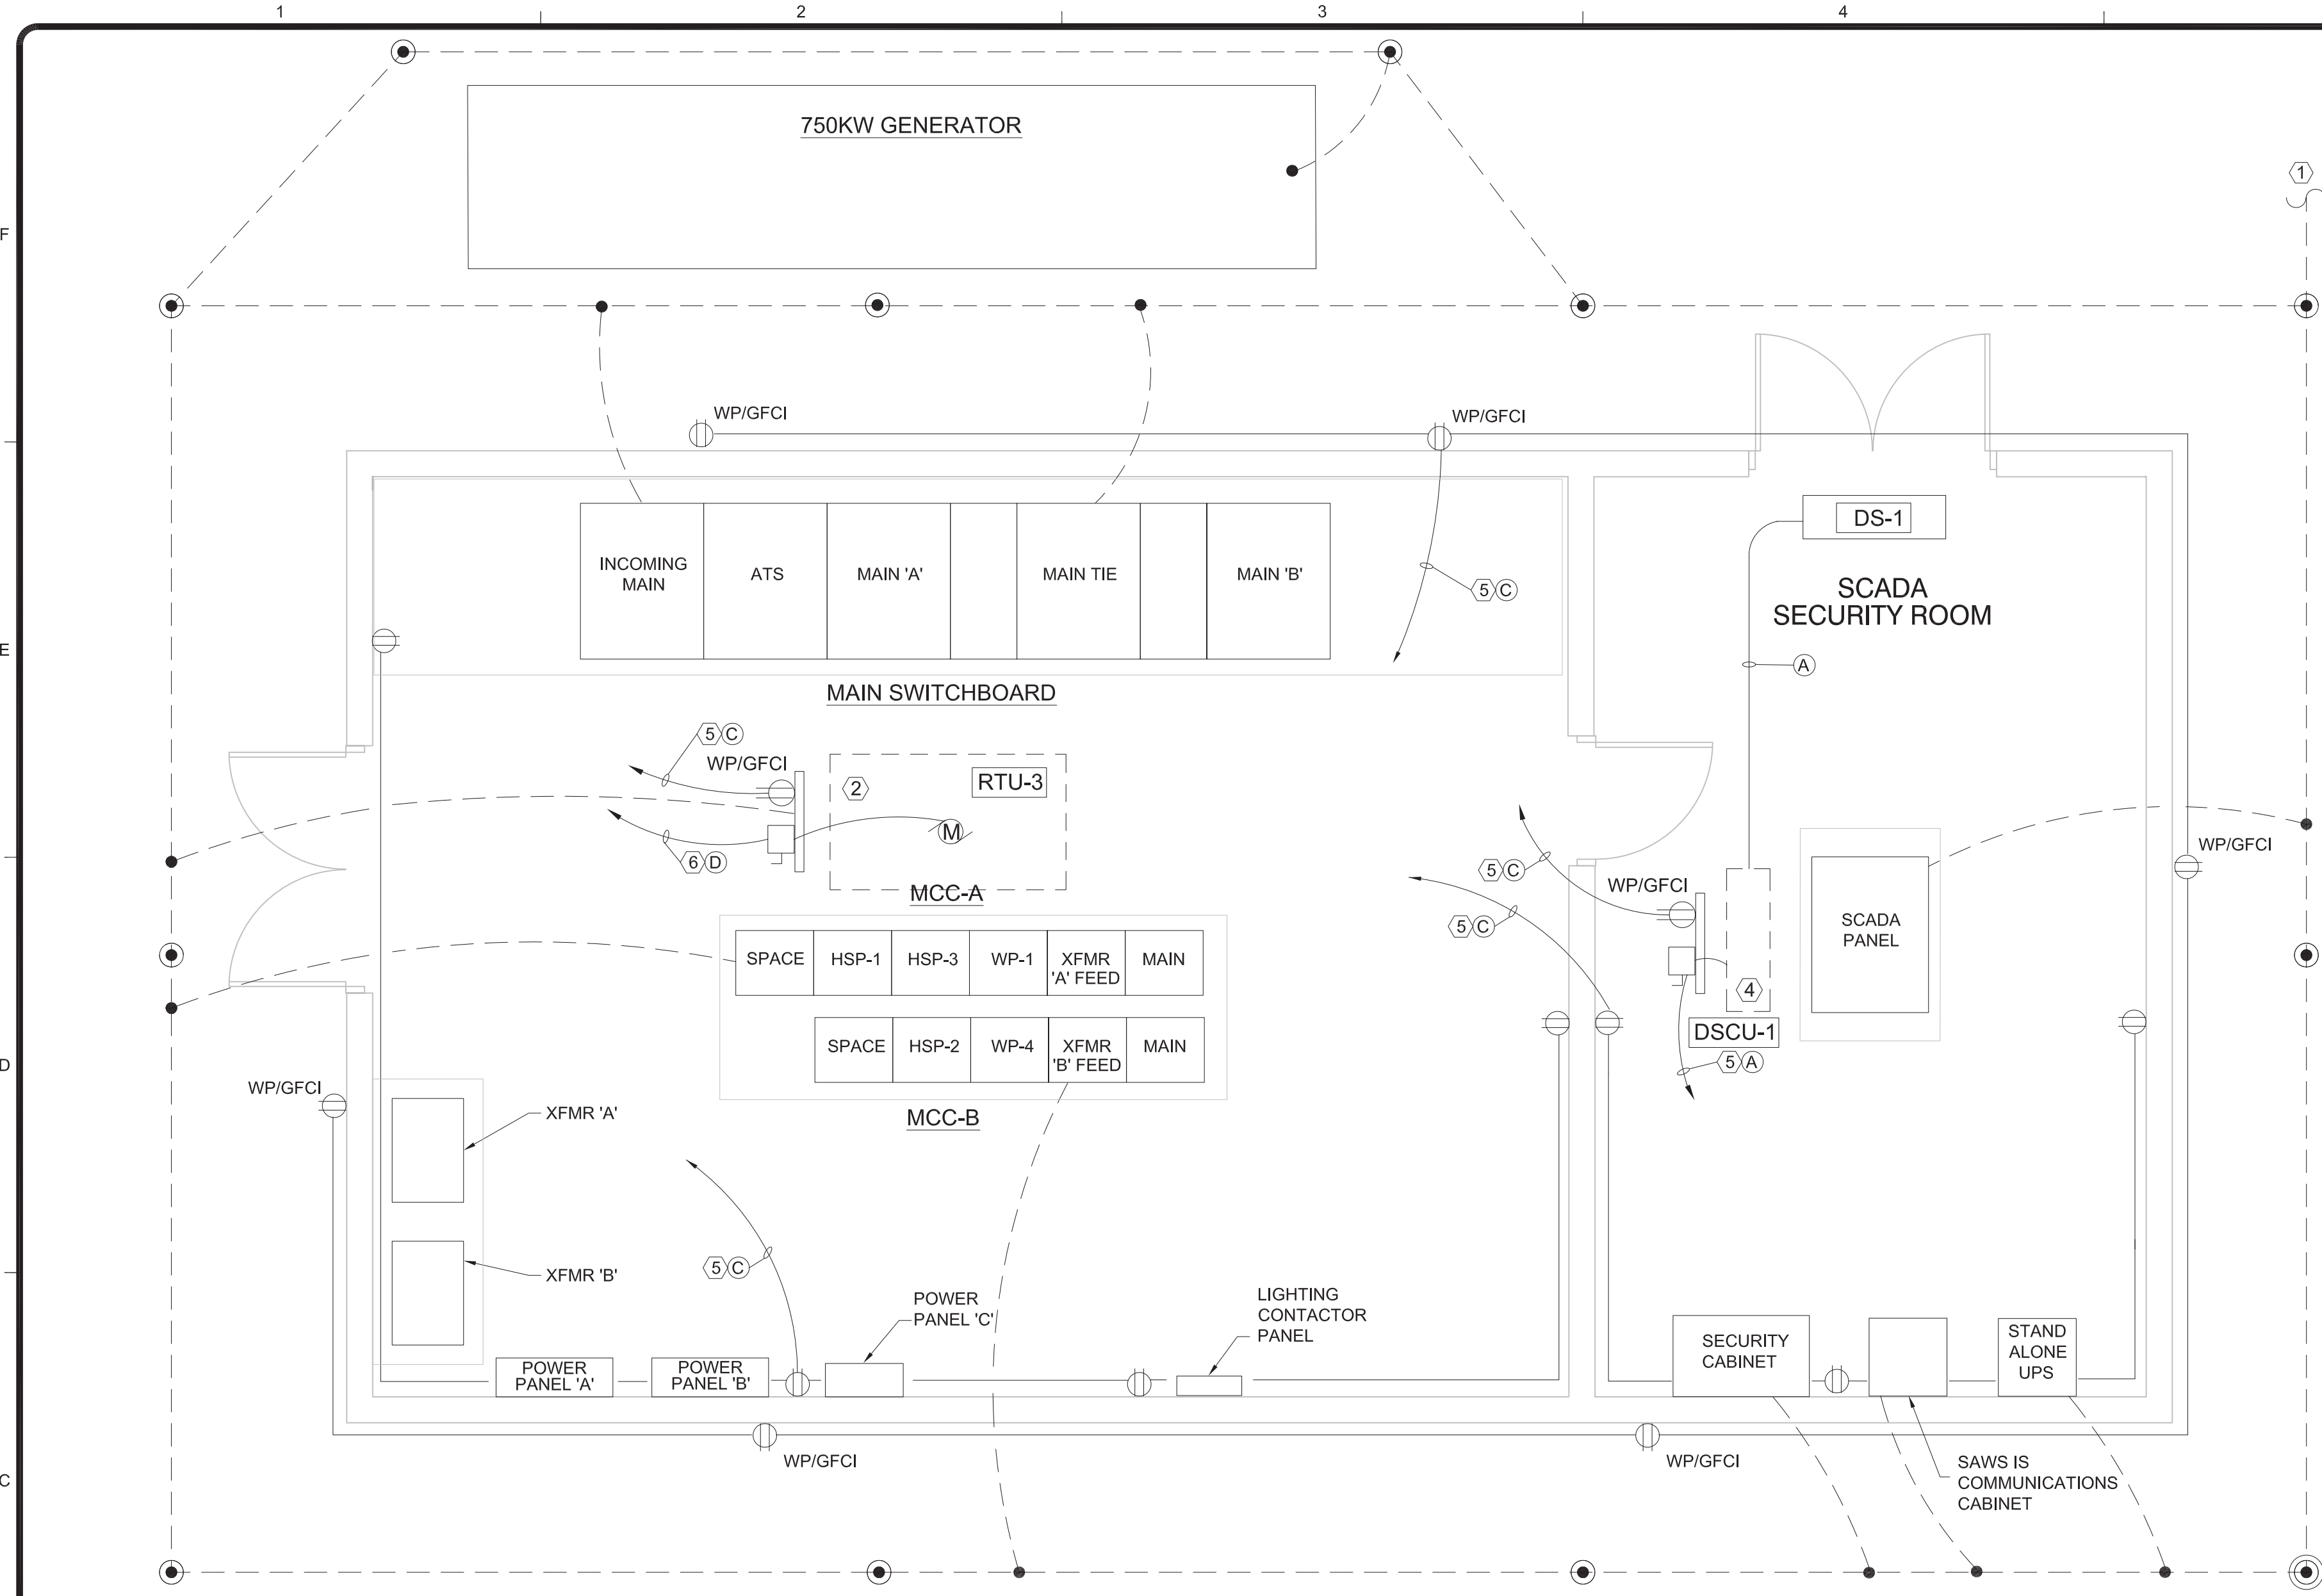 1
2
3
4
F
E
D
C
750KW GENERATOR
1
WP/GFCI
WP/GFCI
INCOMING
MAIN
ATS
MAIN 'A'
MAIN TIE
MAIN 'B'
5 C
DS-1
SCADA
SECURITY ROOM
A
MAIN SWITCHBOARD
5 C
WP/GFCI
2
RTU-3
M
6 D
MCC-A
5 C
WP/GFCI
5 C
WP/GFCI
SCADA
PANEL
SPACE
HSP-1
HSP-3
WP-1
XFMR
'A' FEED
MAIN
4
DSCU-1
5 A
SPACE
HSP-2
WP-4
XFMR
'B' FEED
MAIN
MCC-B
WP/GFCI
XFMR 'A'
XFMR 'B'
5 C
POWER
PANEL 'C'
LIGHTING
CONTACTOR
PANEL
POWER
PANEL 'A'
POWER
PANEL 'B'
SECURITY
CABINET
STAND
ALONE
UPS
WP/GFCI
WP/GFCI
SAWS IS
COMMUNICATIONS
CABINET